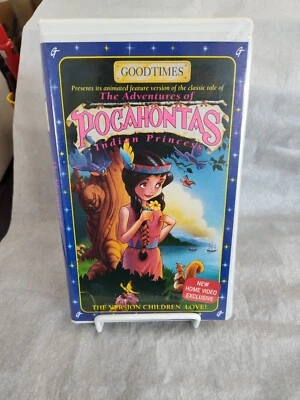 GOODTIMES
Presents its animated feature version of the classic tale of
The Adventures of
POCAHONTAS
Indian Princess
NEW
HOME VIDEO
EXCLUSIVE
THE VERSION CHILDREN LOVE!